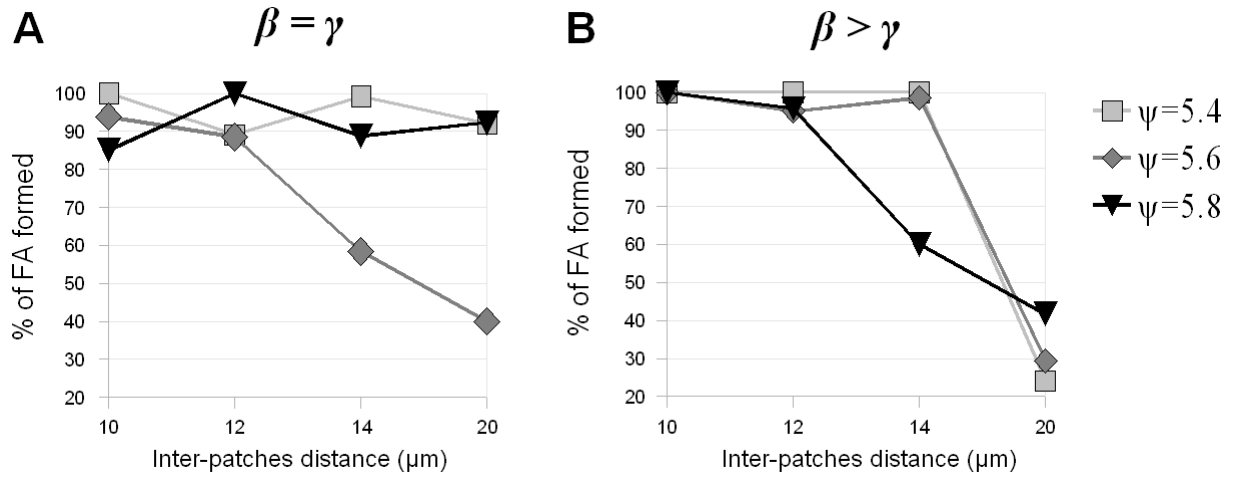 A
β = γ
% of FA formed
100
90
80
70
60
50
40
30
20
10
12
14
20
Inter-patches distance (µm)
B
β > γ
% of FA formed
100
90
80
70
60
50
40
30
20
10
12
14
20
Inter-patches distance (µm)
ψ=5.4
ψ=5.6
ψ=5.8